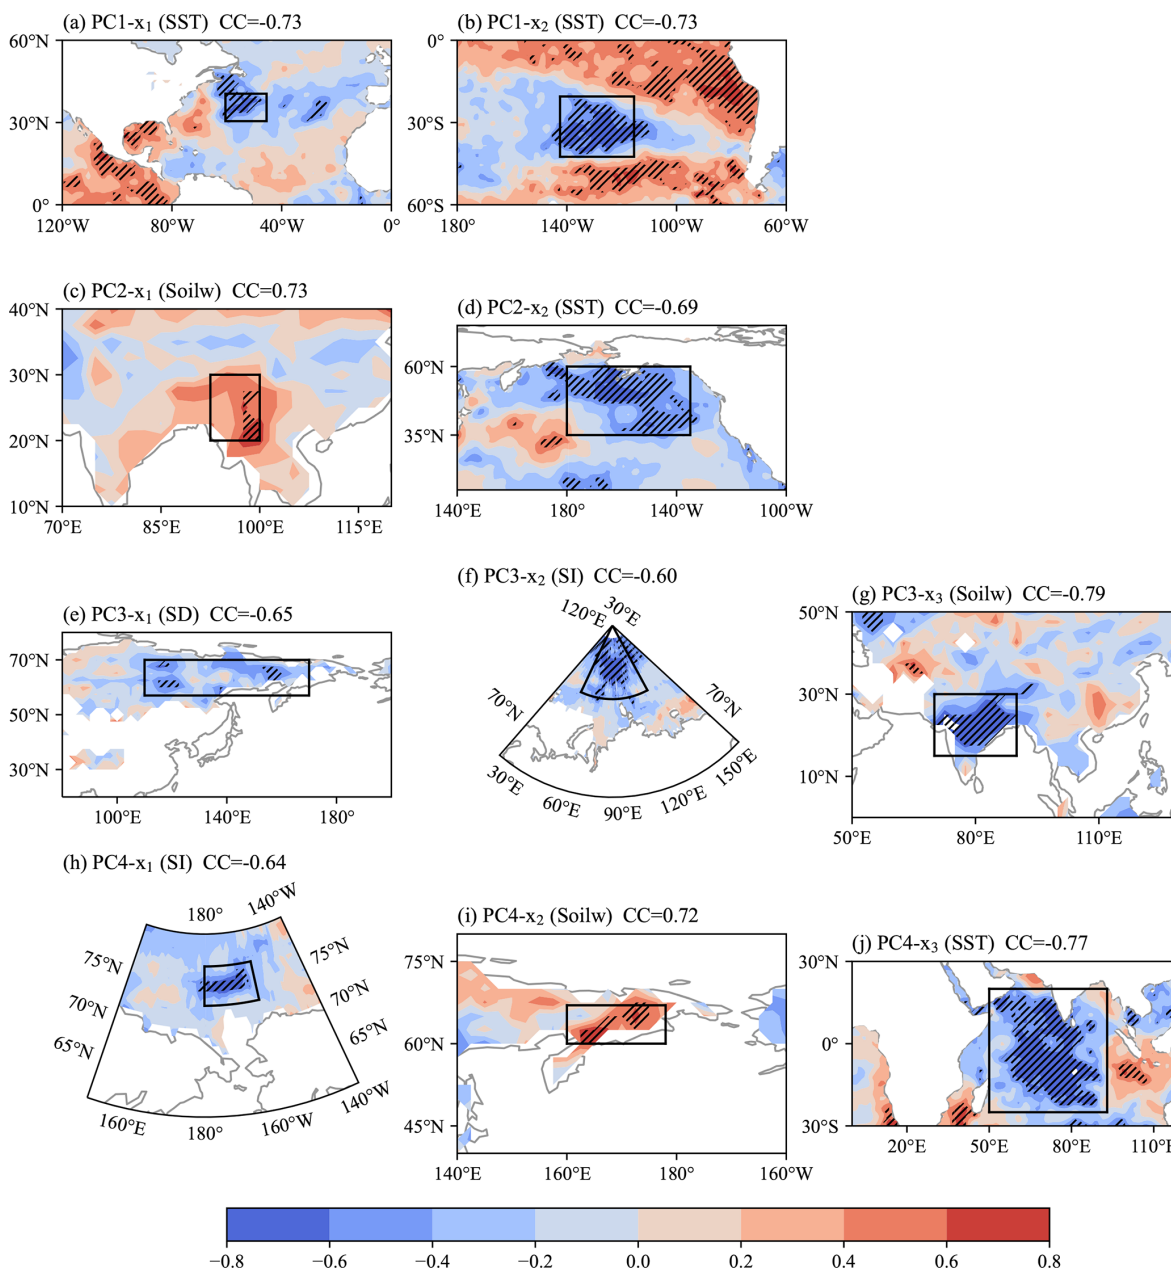 (a) PC1-x₁ (SST) CC=-0.73
60°N
30°N
0°
120°W 80°W 40°W 0°
(b) PC1-x₂ (SST) CC=-0.73
0°
30°S
60°S
180° 140°W 100°W 60°W
(c) PC2-x₁ (Soilw) CC=0.73
40°N
30°N
20°N
10°N
70°E 85°E 100°E 115°E
(d) PC2-x₂ (SST) CC=-0.69
60°N
35°N
140°E 180° 140°W 100°W
(e) PC3-x₁ (SD) CC=-0.65
70°N
50°N
30°N
100°E 140°E 180°
(f) PC3-x₂ (SI) CC=-0.60
120°E 30°E
70°N 70°N
30°E 60°E 90°E 120°E 150°E
(g) PC3-x₃ (Soilw) CC=-0.79
50°N
30°N
10°N
50°E 80°E 110°E
(h) PC4-x₁ (SI) CC=-0.64
180° 140°W
75°N 75°N
70°N 70°N
65°N 65°N
160°E 180° 160°W 140°W
(i) PC4-x₂ (Soilw) CC=0.72
75°N
60°N
45°N
140°E 160°E 180° 160°W
(j) PC4-x₃ (SST) CC=-0.77
30°N
0°
30°S
20°E 50°E 80°E 110°E
−0.8 −0.6 −0.4 −0.2 0.0 0.2 0.4 0.6 0.8